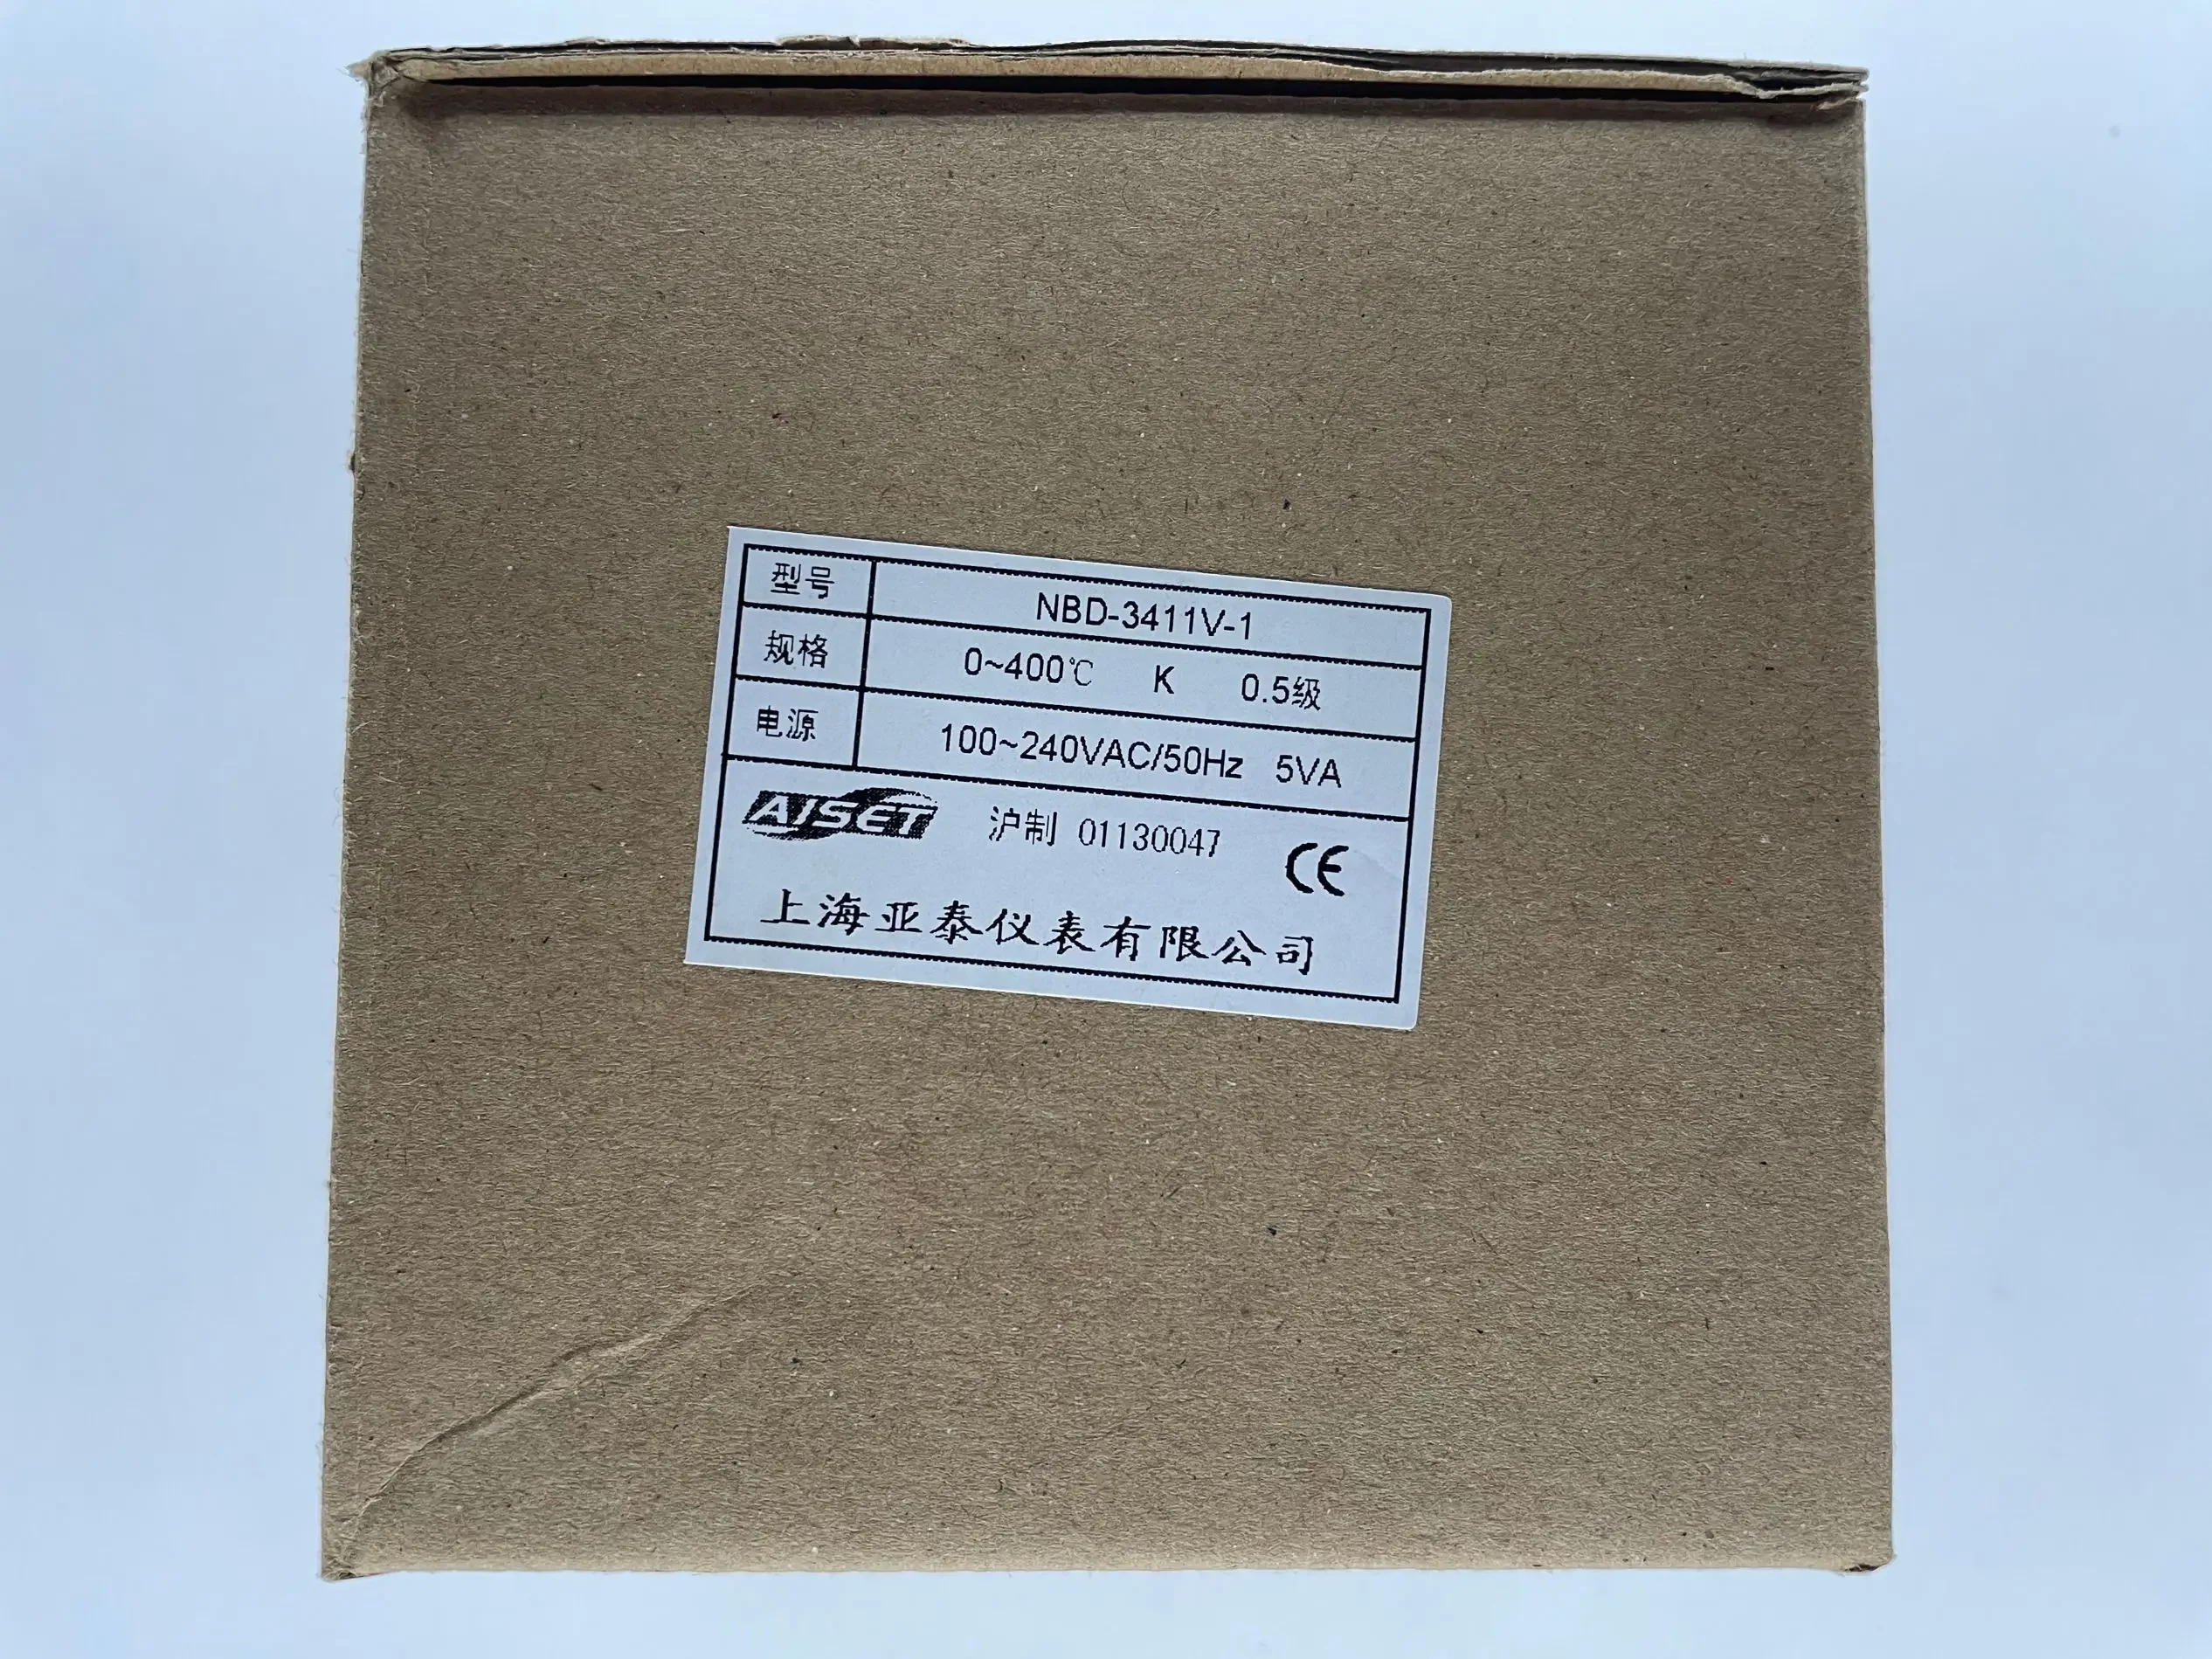 型号 NBD-3411V-1
规格 0~400℃ K 0.5级
电源 100~240VAC/50Hz 5VA
AISET 沪制 01130047 CE
上海亚泰仪表有限公司